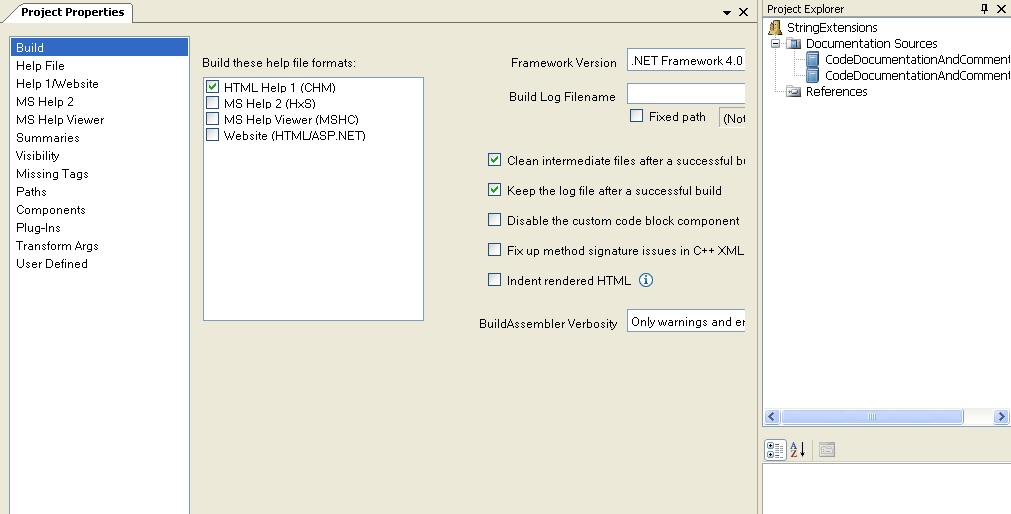 Project Properties
Build
Help File
Help 1/Website
MS Help 2
MS Help Viewer
Summaries
Visibility
Missing Tags
Paths
Components
Plug-Ins
Transform Args
User Defined
Build these help file formats:
HTML Help 1 (CHM)
MS Help 2 (HxS)
MS Help Viewer (MSHC)
Website (HTML/ASP.NET)
Framework Version .NET Framework 4.0
Build Log Filename
Fixed path (Not
Clean intermediate files after a successful bu
Keep the log file after a successful build
Disable the custom code block component
Fix up method signature issues in C++ XML
Indent rendered HTML
BuildAssembler Verbosity Only warnings and er
Project Explorer
StringExtensions
Documentation Sources
CodeDocumentationAndComment
CodeDocumentationAndComment
References